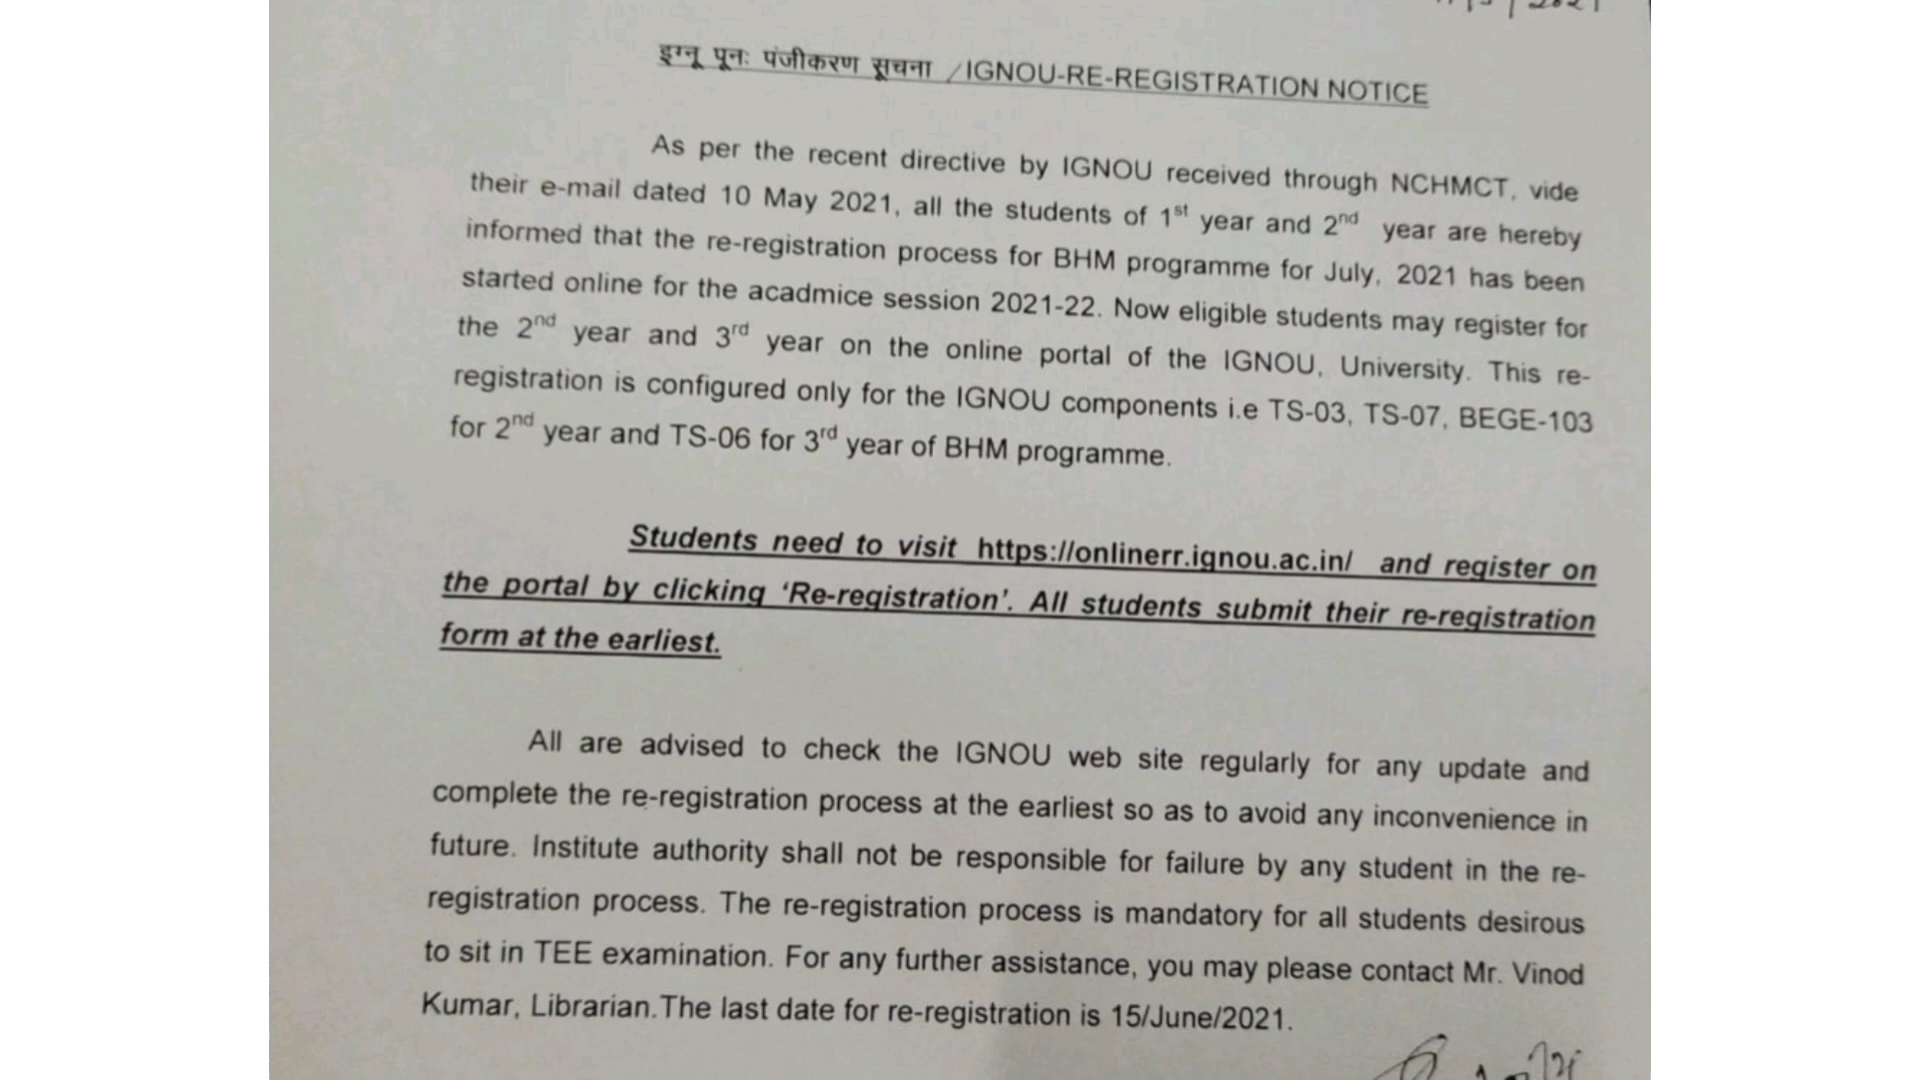 इग्नू पूनः पंजीकरण सूचना / IGNOU-RE-REGISTRATION NOTICE
As per the recent directive by IGNOU received through NCHMCT, vide
their e-mail dated 10 May 2021, all the students of 1st year and 2nd year are hereby
informed that the re-registration process for BHM programme for July, 2021 has been
started online for the acadmice session 2021-22. Now eligible students may register for
the 2nd year and 3rd year on the online portal of the IGNOU, University. This re-
registration is configured only for the IGNOU components i.e TS-03, TS-07, BEGE-103
for 2nd year and TS-06 for 3rd year of BHM programme.
Students need to visit https://onlinerr.ignou.ac.in/ and register on
the portal by clicking ‘Re-registration’. All students submit their re-registration
form at the earliest.
All are advised to check the IGNOU web site regularly for any update and
complete the re-registration process at the earliest so as to avoid any inconvenience in
future. Institute authority shall not be responsible for failure by any student in the re-
registration process. The re-registration process is mandatory for all students desirous
to sit in TEE examination. For any further assistance, you may please contact Mr. Vinod
Kumar, Librarian.The last date for re-registration is 15/June/2021.